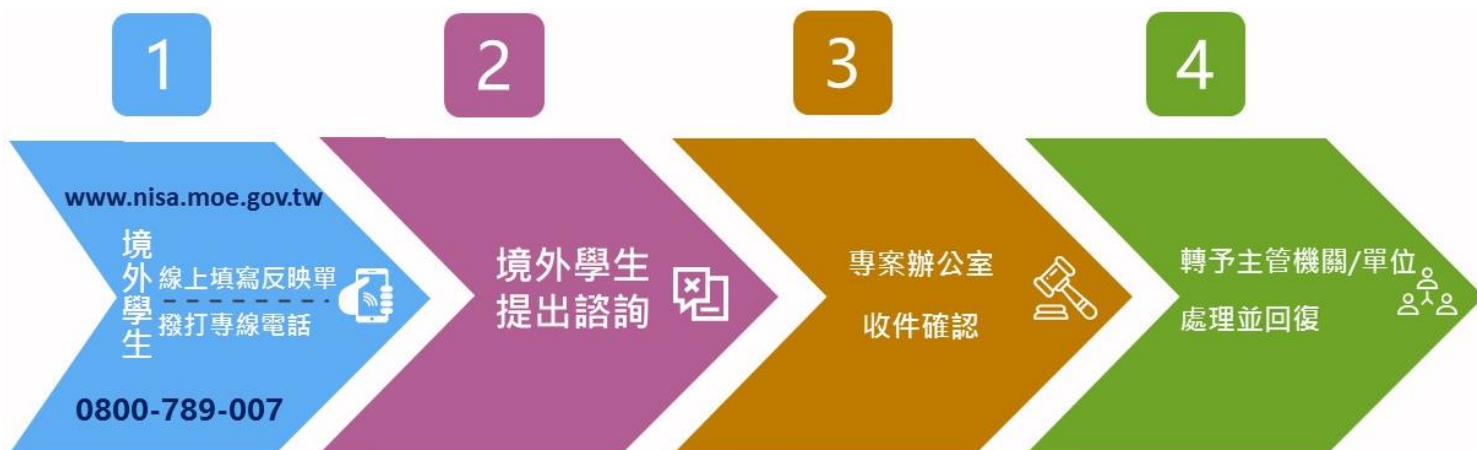 1
www.nisa.moe.gov.tw
境外學生
線上填寫反映單
撥打專線電話
0800-789-007
2
境外學生
提出諮詢
3
專案辦公室
收件確認
4
轉予主管機關/單位
處理並回復